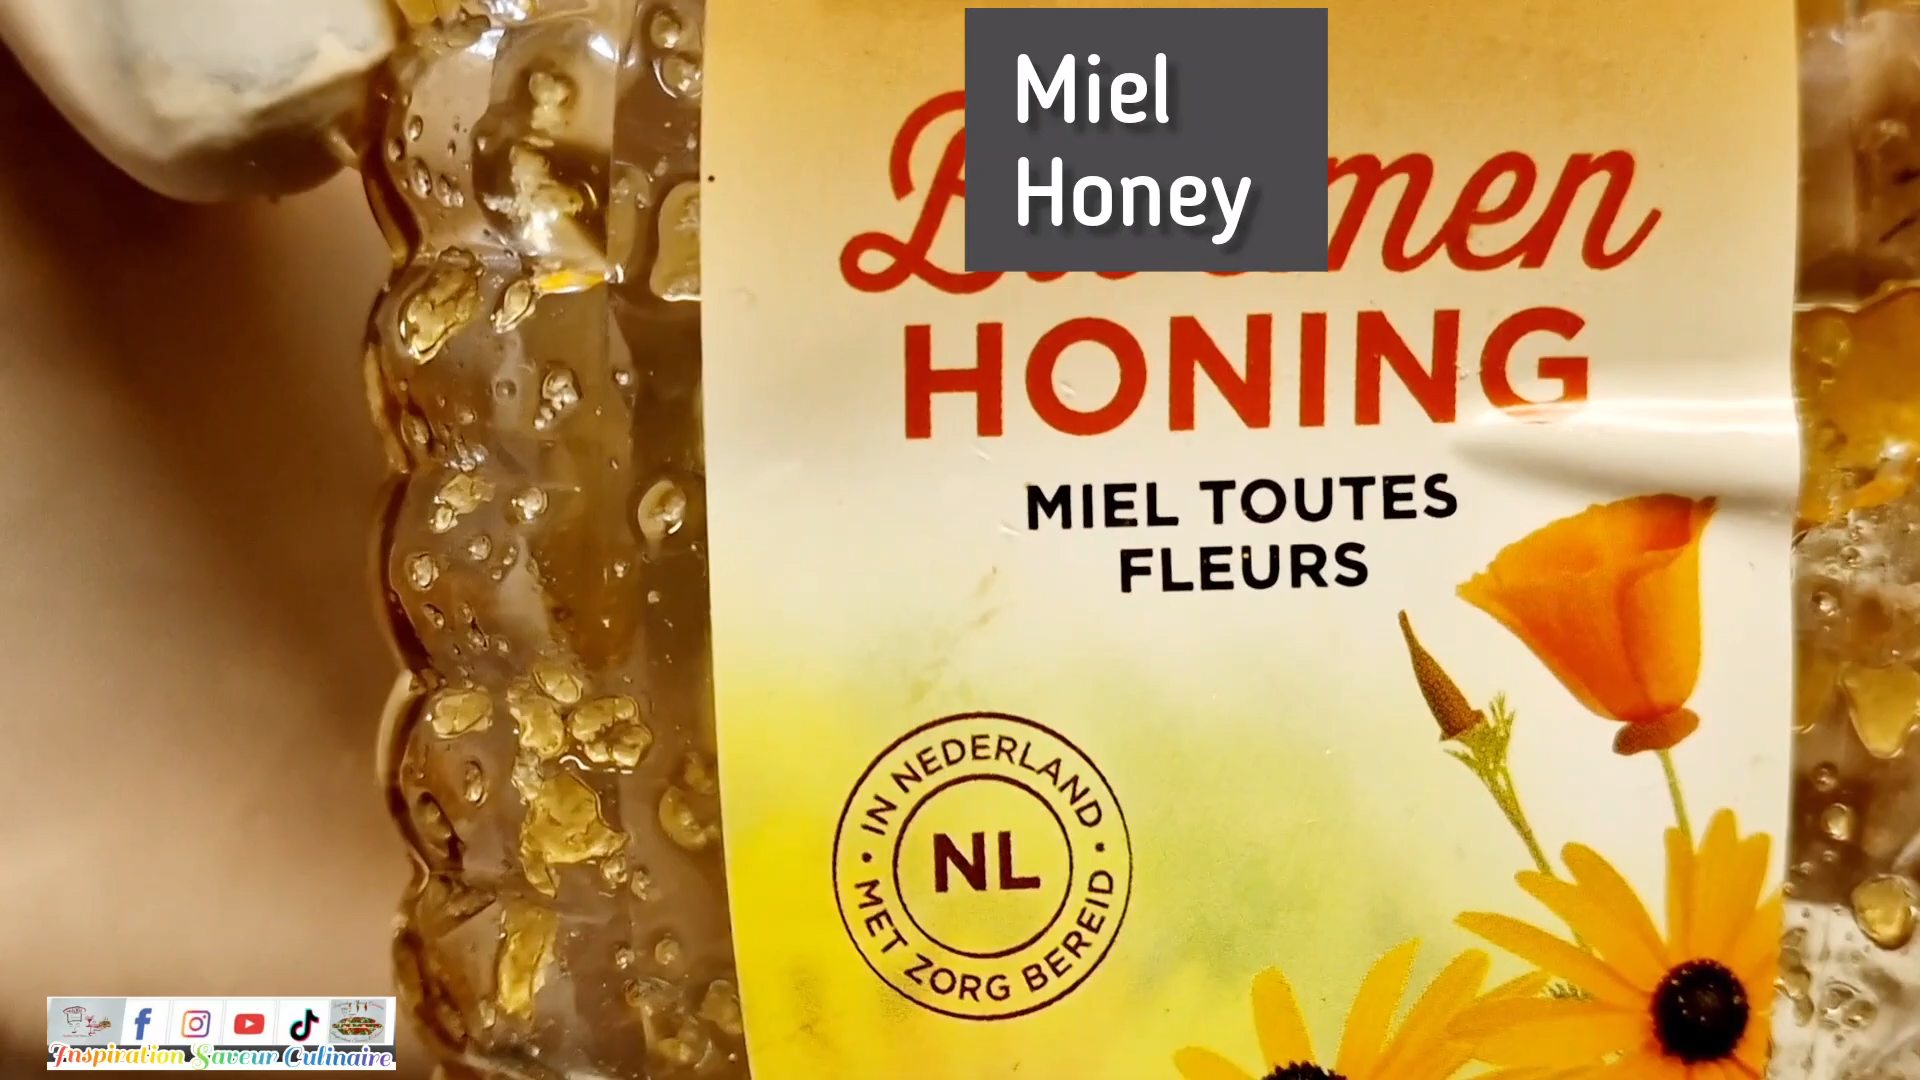 Miel
Honey
HONING
MIEL TOUTES
FLEURS
IN NEDERLAND
NL
MET ZORG BEREID
Inspiration Saveur Culinaire